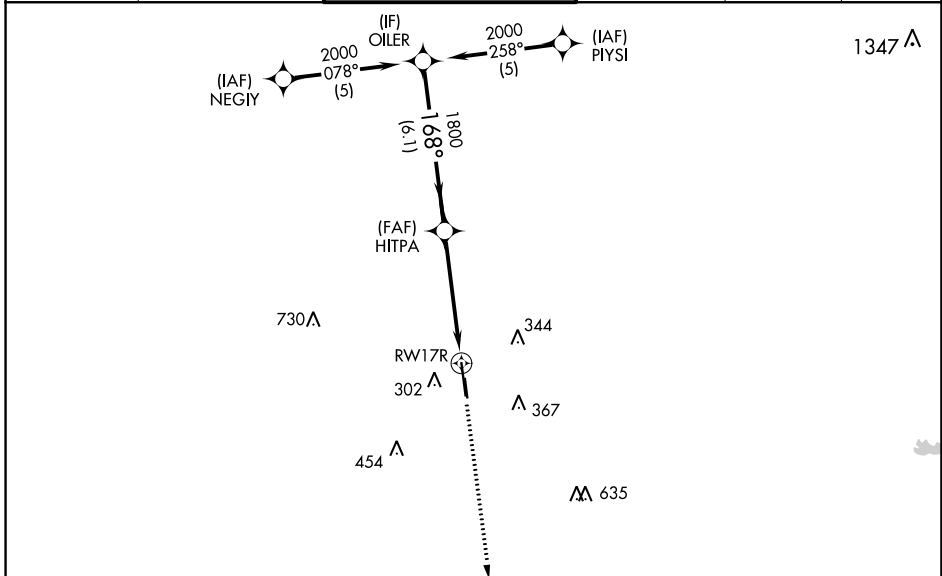 (IF)
OILER
2000
078°
(5)
2000
258°
(5)
(IAF)
PIYSI
1347
(IAF)
NEGIY
1800
168°
(6.1)
(FAF)
HITPA
730
344
RW17R
302
367
454
635